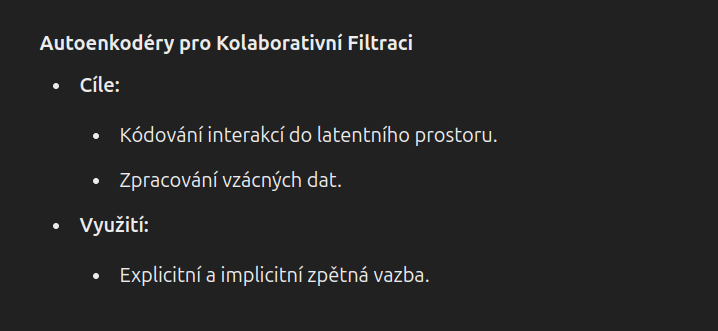 Autoenkodéry pro Kolaborativní Filtraci
• Cíle:
• Kódování interakcí do latentního prostoru.
• Zpracování vzácných dat.
• Využití:
• Explicitní a implicitní zpětná vazba.